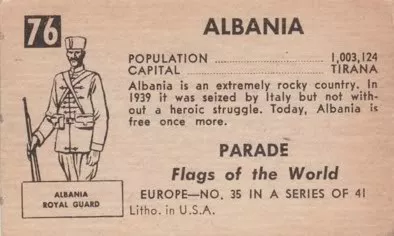 76
ALBANIA
POPULATION ........................ 1,003,124
CAPITAL ........................ TIRANA
Albania is an extremely rocky country. In
1939 it was seized by Italy but not with-
out a heroic struggle. Today, Albania is
free once more.
PARADE
Flags of the World
EUROPE—NO. 35 IN A SERIES OF 41
Litho. in U.S.A.
ALBANIA
ROYAL GUARD